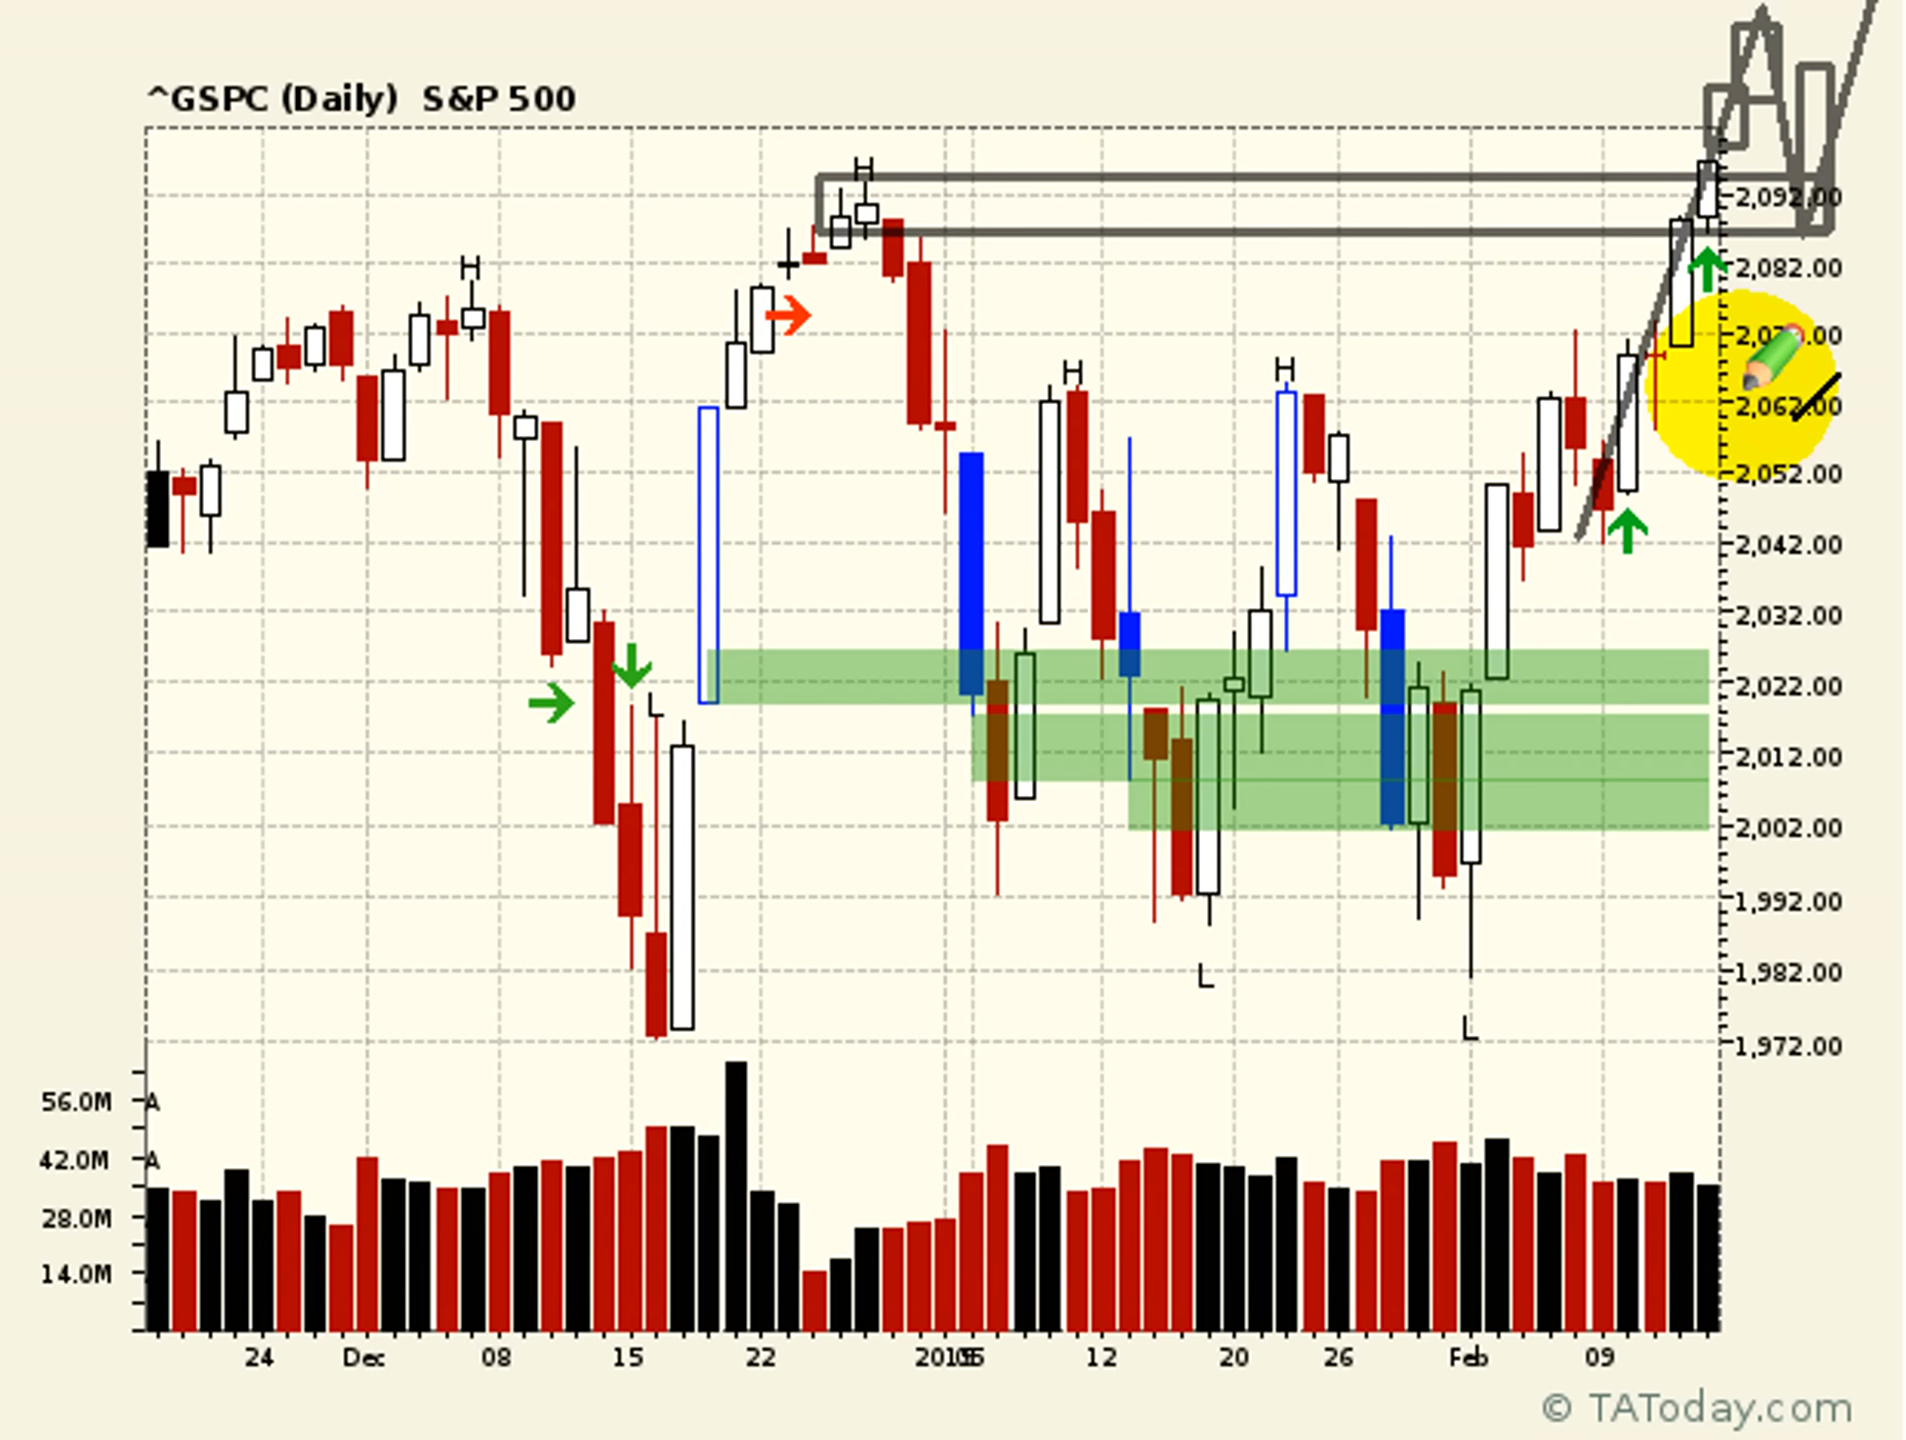 ^GSPC (Daily) S&P 500
H
H
H
H
L
L
L
2,092.00
2,082.00
2,062.00
2,052.00
2,042.00
2,032.00
2,022.00
2,012.00
2,002.00
1,992.00
1,982.00
1,972.00
56.0M A
42.0M A
28.0M
14.0M
24 Dec 08 15 22 12 20 26 Feb 09
© TAToday.com